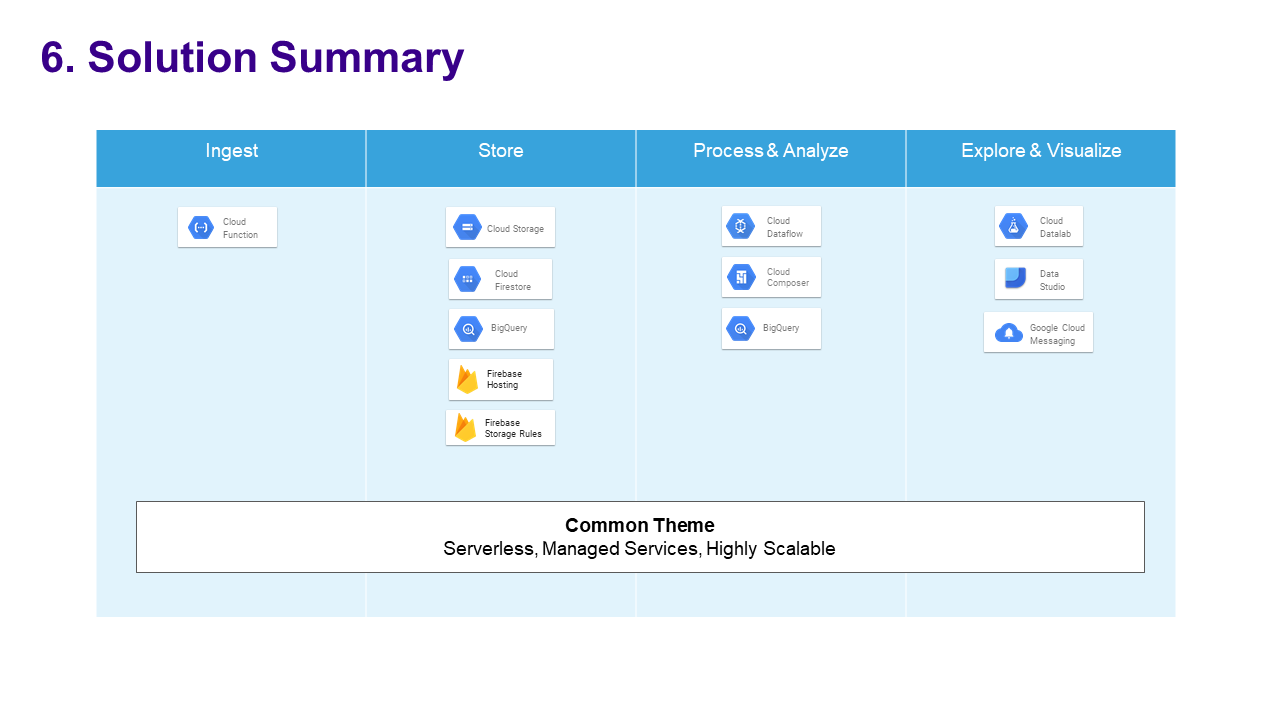 6. Solution Summary
Ingest
Store
Process & Analyze
Explore & Visualize
Cloud
Function
Cloud Storage
Cloud
Firestore
BigQuery
Firebase
Hosting
Firebase
Storage Rules
Cloud
Dataflow
Cloud
Composer
BigQuery
Cloud
Datalab
Data
Studio
Google Cloud
Messaging
Common Theme
Serverless, Managed Services, Highly Scalable